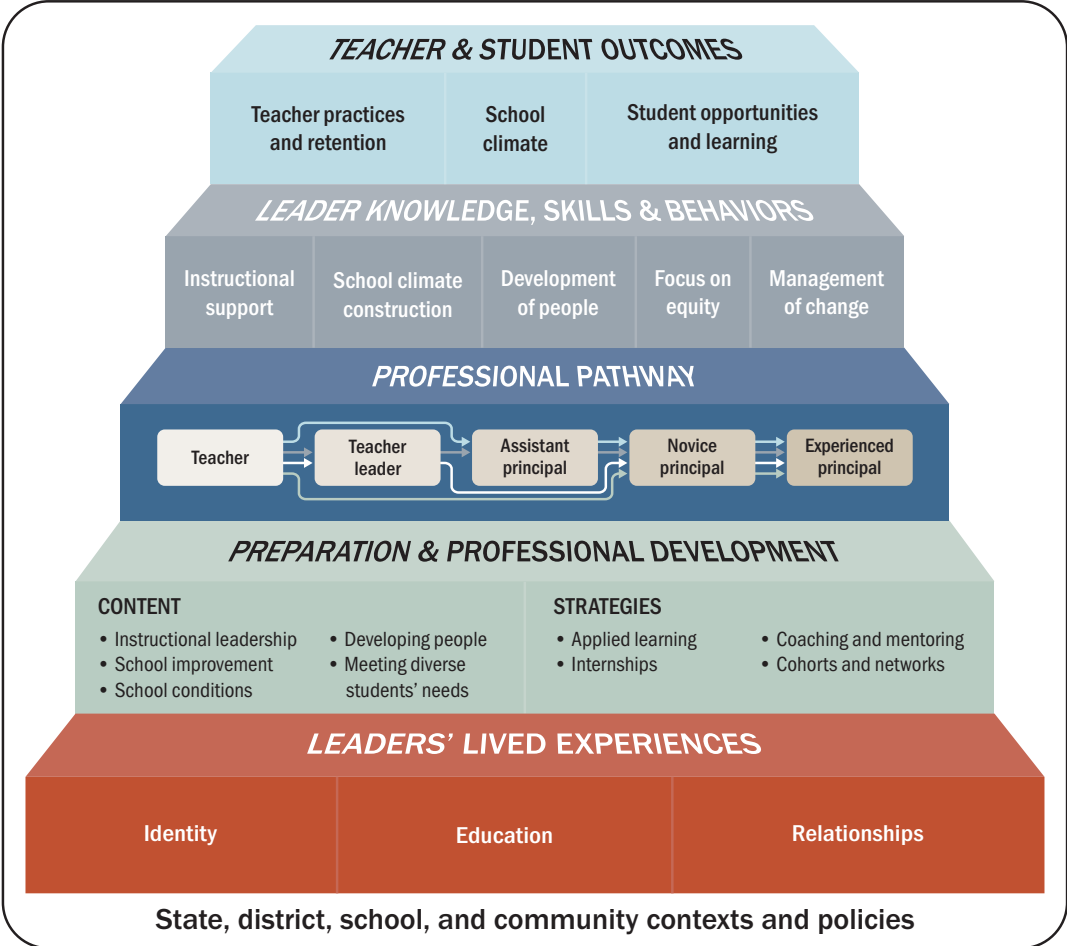 TEACHER & STUDENT OUTCOMES
Teacher practices
and retention
School
climate
Student opportunities
and learning
LEADER KNOWLEDGE, SKILLS & BEHAVIORS
Instructional
support
School climate
construction
Development
of people
Focus on
equity
Management
of change
PROFESSIONAL PATHWAY
Teacher
Teacher
leader
Assistant
principal
Novice
principal
Experienced
principal
PREPARATION & PROFESSIONAL DEVELOPMENT
CONTENT
• Instructional leadership
• School improvement
• School conditions
• Developing people
• Meeting diverse
students’ needs
STRATEGIES
• Applied learning
• Internships
• Coaching and mentoring
• Cohorts and networks
LEADERS’ LIVED EXPERIENCES
Identity
Education
Relationships
State, district, school, and community contexts and policies